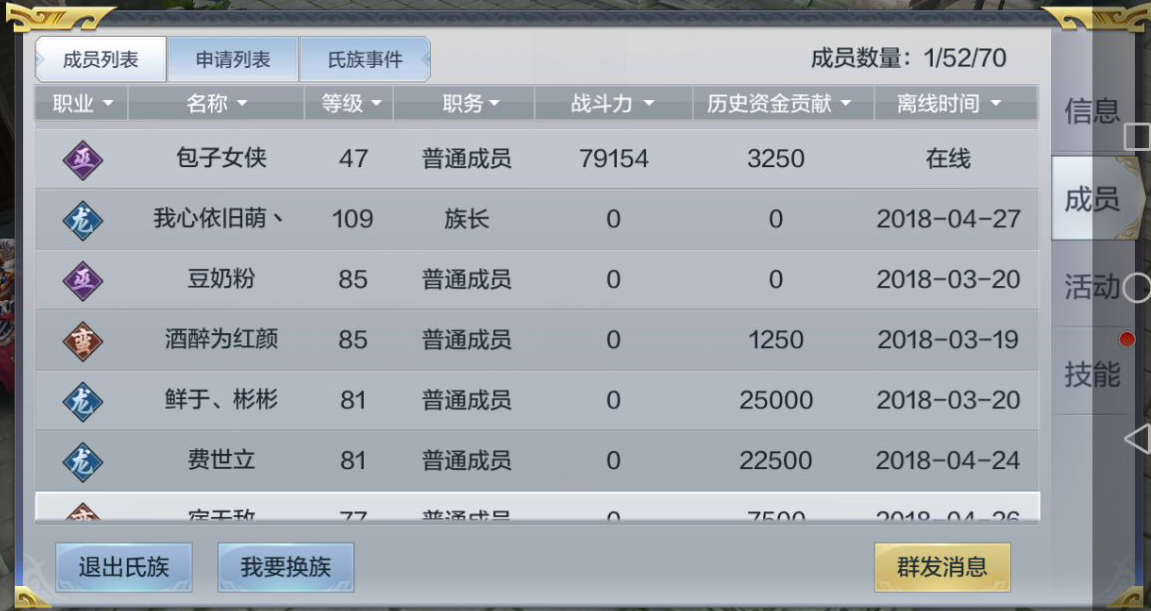 成员列表 申请列表 氏族事件 成员数量：1/52/70
职业 名称 等级 职务 战斗力 历史资金贡献 离线时间
巫 包子女侠 47 普通成员 79154 3250 在线
龙 我心依旧萌丶 109 族长 0 0 2018-04-27
巫 豆奶粉 85 普通成员 0 0 2018-03-20
蛮 酒醉为红颜 85 普通成员 0 1250 2018-03-19
龙 鲜于、彬彬 81 普通成员 0 25000 2018-03-20
龙 费世立 81 普通成员 0 22500 2018-04-24
77 普通成员 0 7500 2018-04-26
退出氏族 我要换族 群发消息
信息
成员
活动
技能